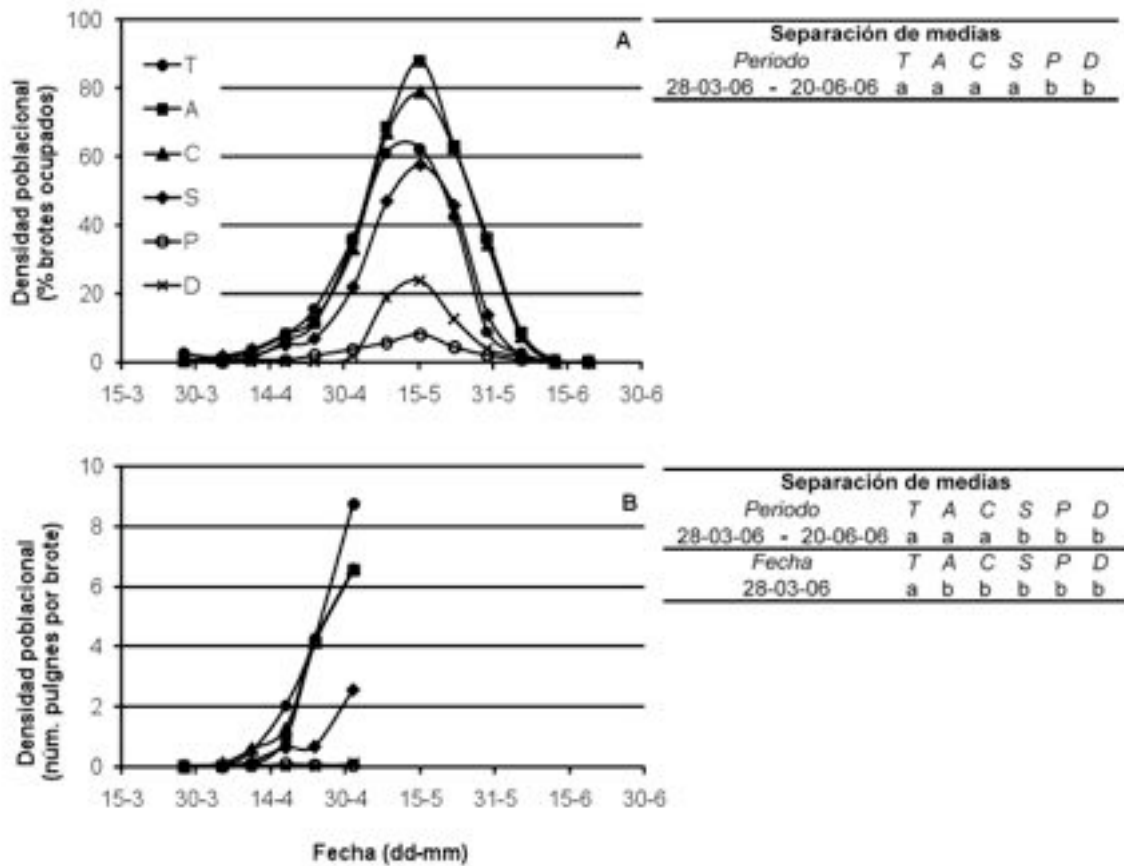 A
Densidad poblacional
(% brotes ocupados)
100
80
60
40
20
0
T
A
C
S
P
D
15-3 30-3 14-4 30-4 15-5 31-5 15-6 30-6
Separación de medias
Periodo T A C S P D
28-03-06 - 20-06-06 a a a a b b
B
Densidad poblacional
(núm. pulgnes por brote)
10
8
6
4
2
0
15-3 30-3 14-4 30-4 15-5 31-5 15-6 30-6
Fecha (dd-mm)
Separación de medias
Periodo T A C S P D
28-03-06 - 20-06-06 a a a b b b
Fecha T A C S P D
28-03-06 a b b b b b